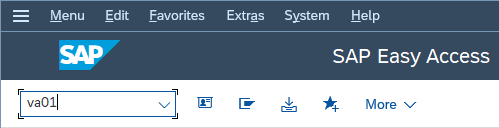 Menu Edit Favorites Extras System Help
SAP SAP Easy Access
va01 More